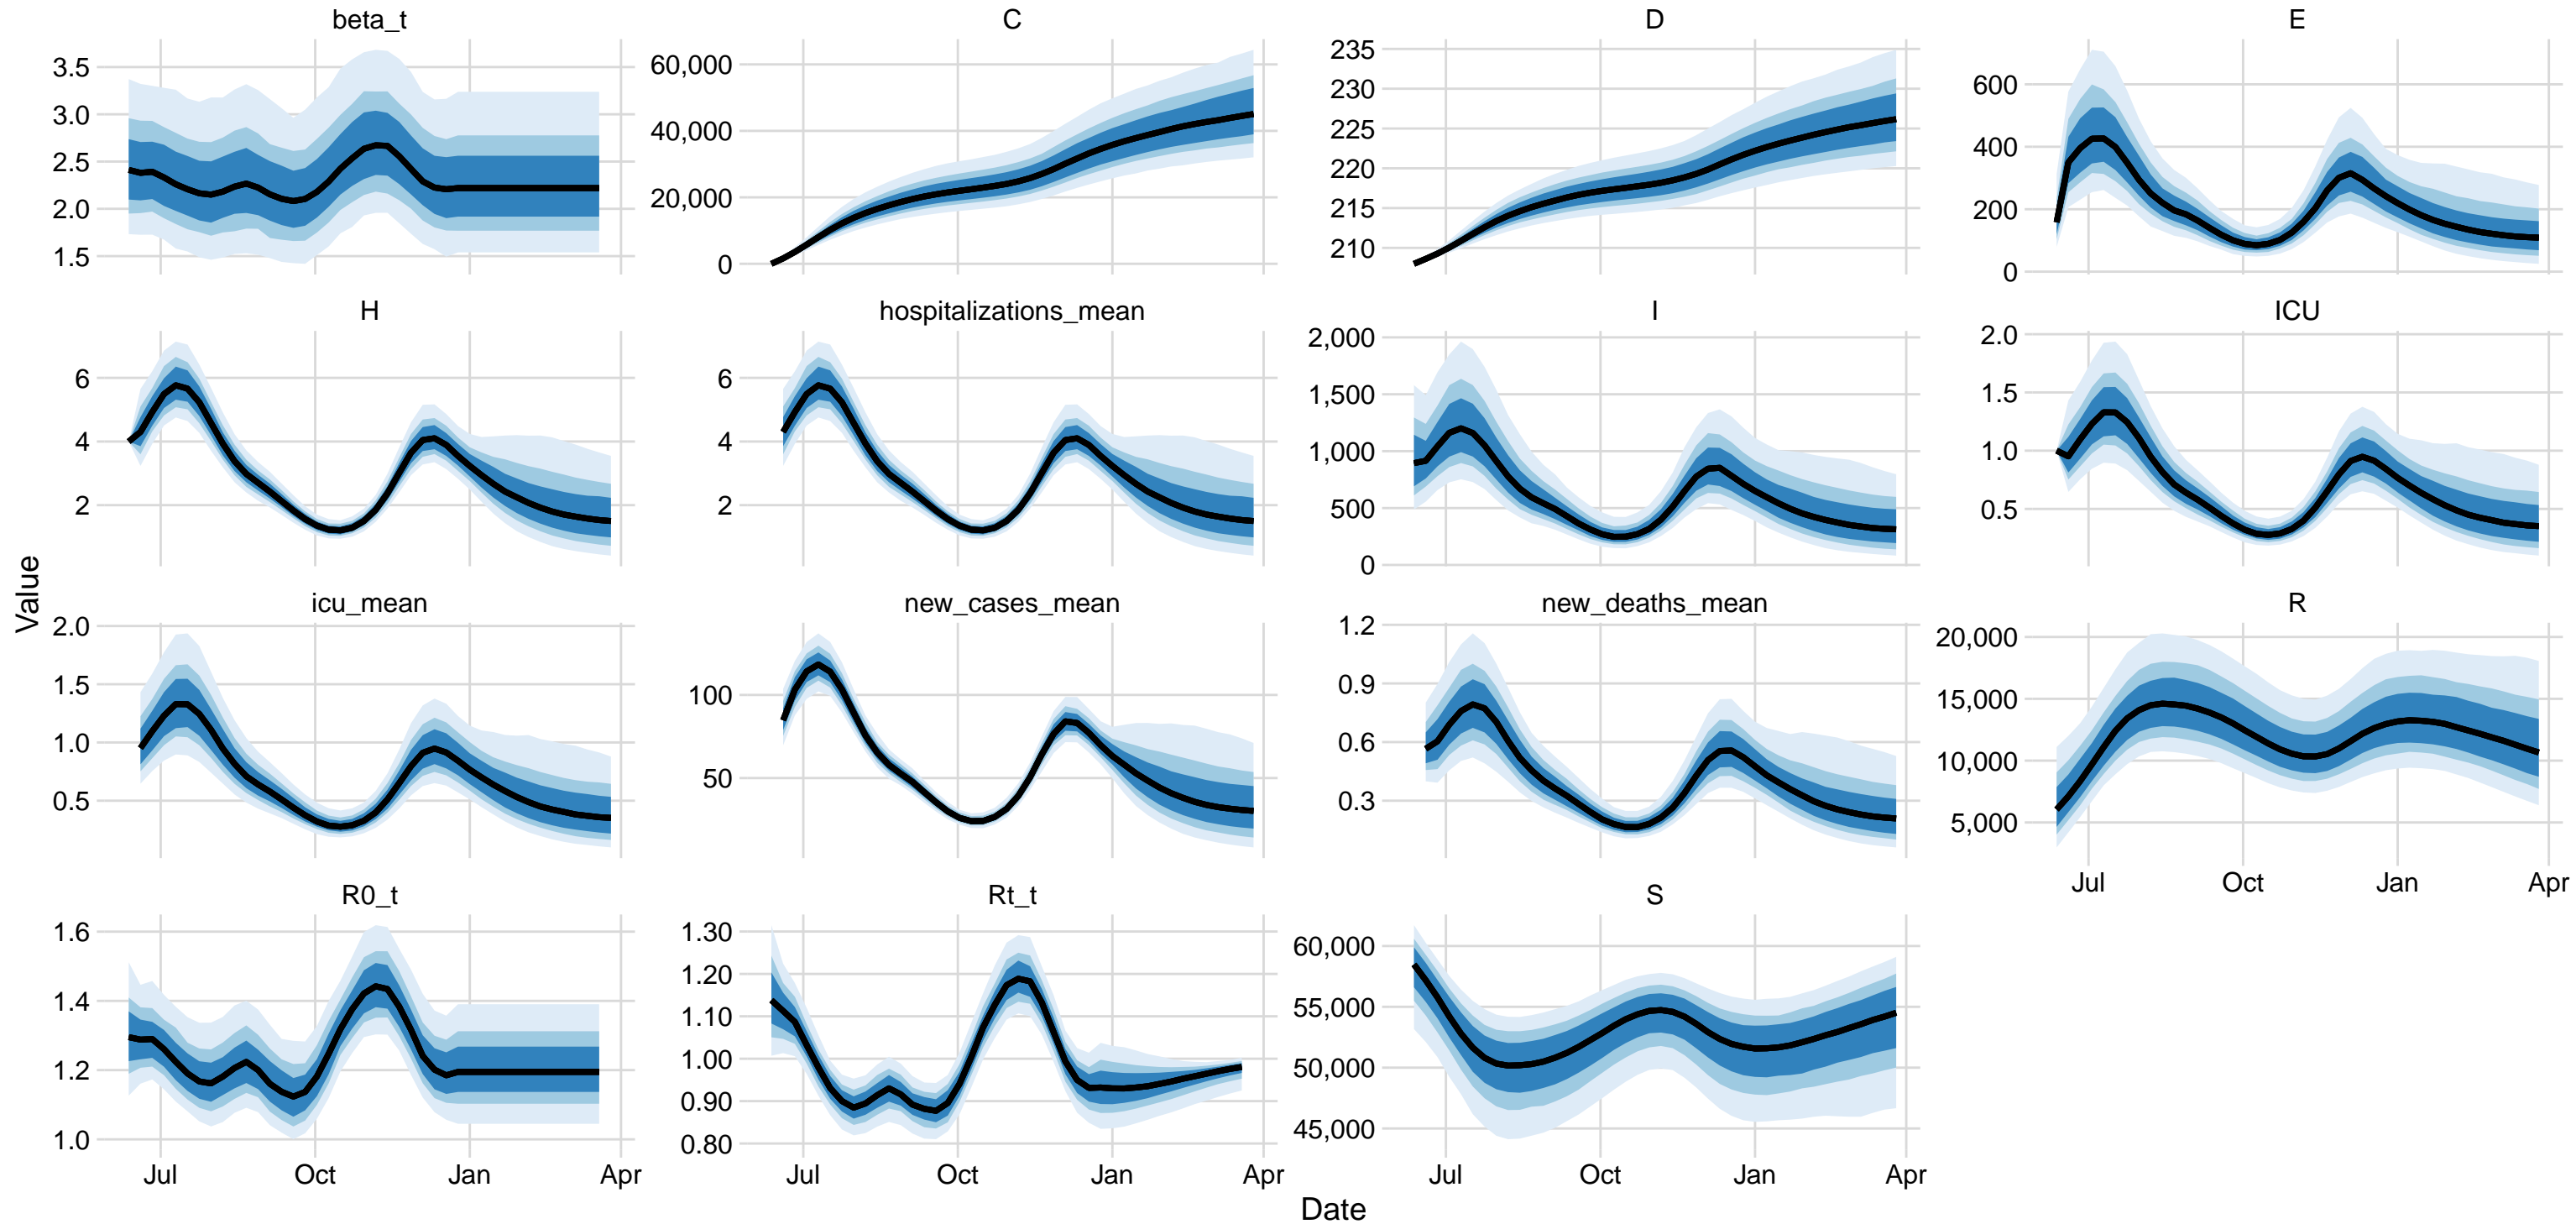 beta_t
C
D
E
3.5
3.0
2.5
2.0
1.5
60,000
40,000
20,000
0
235
230
225
220
215
210
600
400
200
0
H
hospitalizations_mean
I
ICU
6
4
2
6
4
2
2,000
1,500
1,000
500
0
2.0
1.5
1.0
0.5
Value
icu_mean
new_cases_mean
new_deaths_mean
R
2.0
1.5
1.0
0.5
100
50
1.2
0.9
0.6
0.3
20,000
15,000
10,000
5,000
Jul Oct Jan Apr
R0_t
Rt_t
S
1.6
1.4
1.2
1.0
1.30
1.20
1.10
1.00
0.90
0.80
60,000
55,000
50,000
45,000
Jul Oct Jan Apr
Jul Oct Jan Apr
Jul Oct Jan Apr
Date